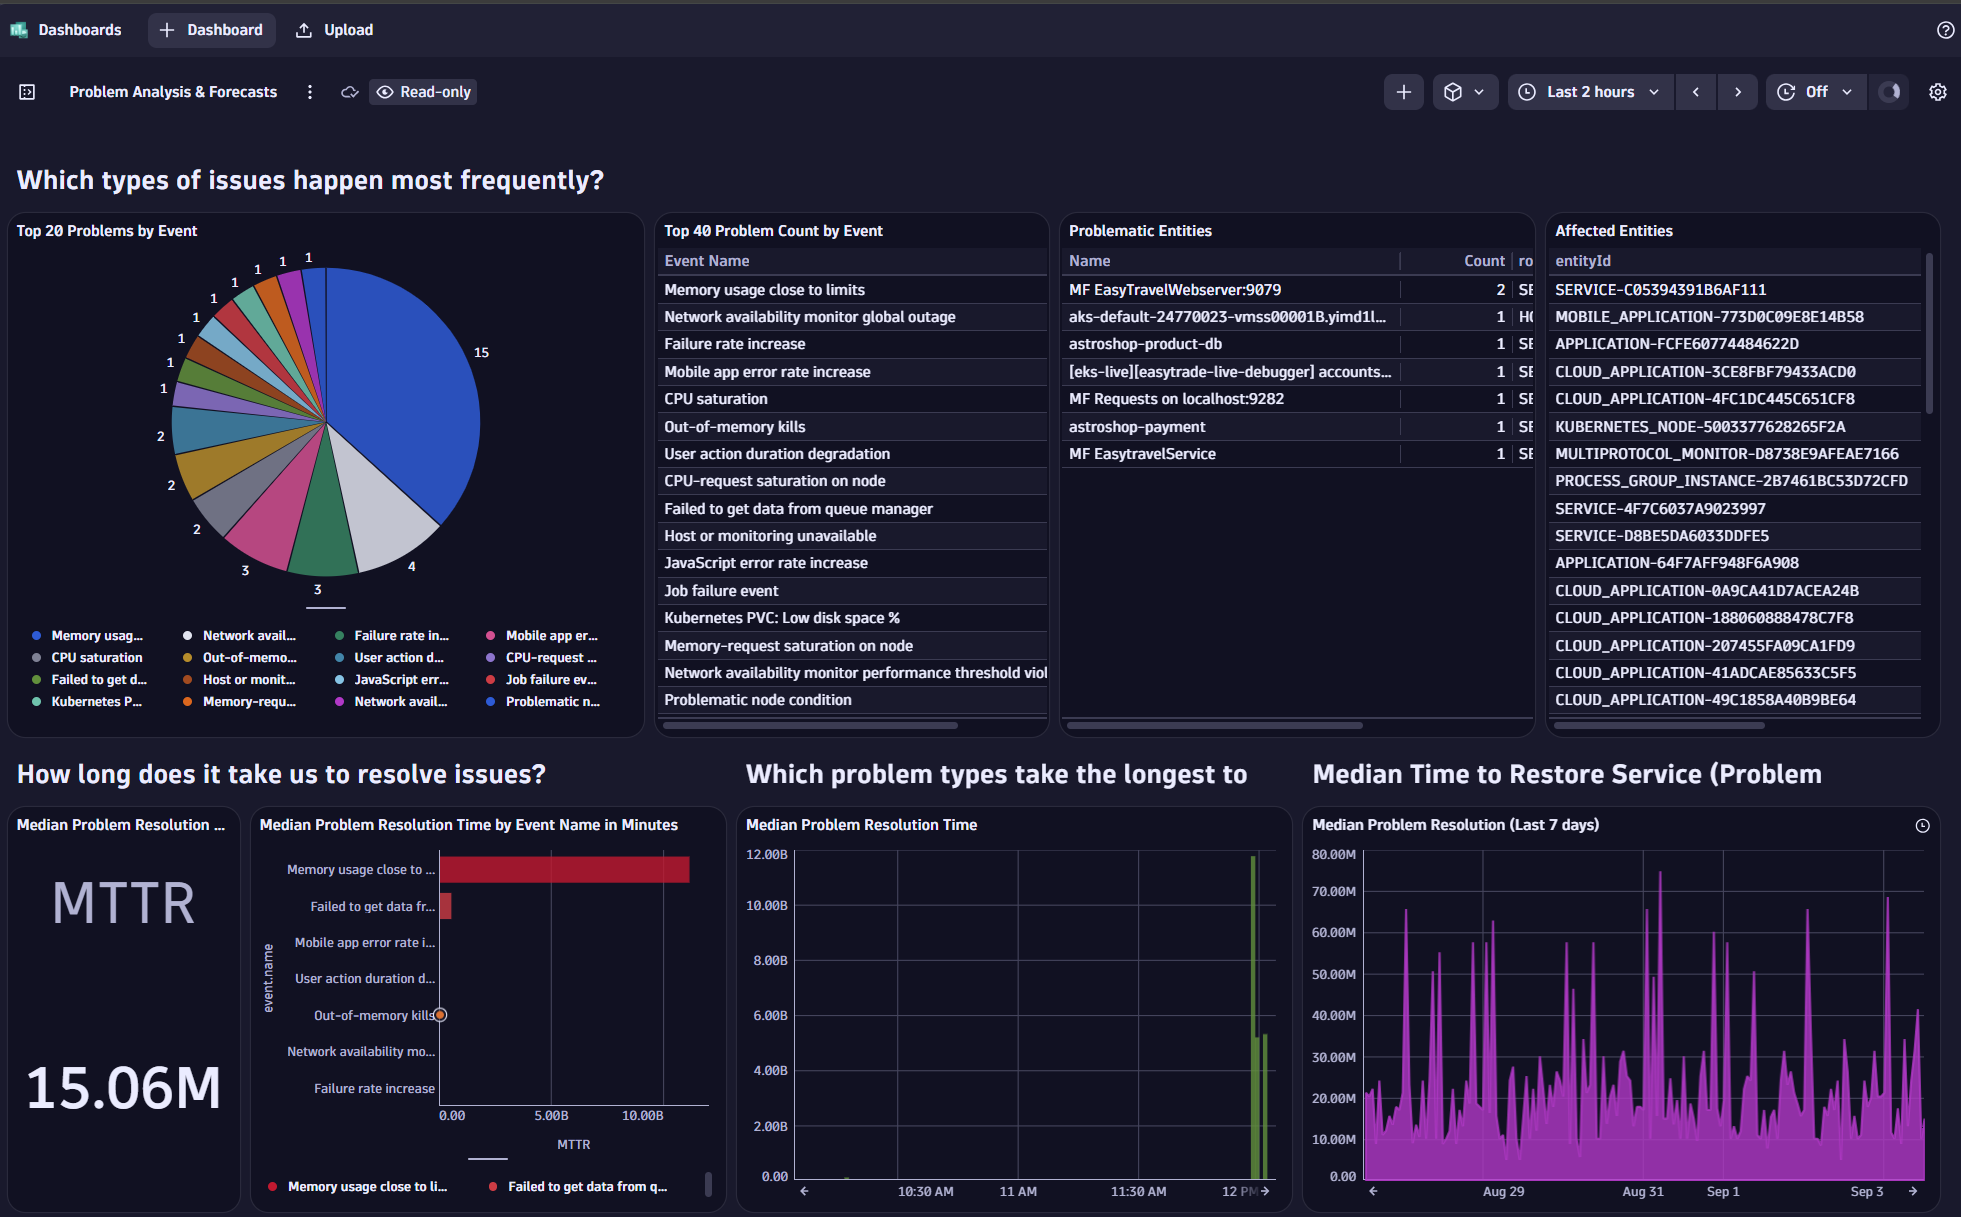 Dashboards
Dashboard
Upload
Problem Analysis & Forecasts
Read-only
Last 2 hours
Off
Which types of issues happen most frequently?
Top 20 Problems by Event
15
4
3
3
2
2
2
1
1
1
1
1
1
1
1
1
Memory usag...
Network avail...
Failure rate in...
Mobile app er...
CPU saturation
Out-of-memo...
User action d...
CPU-request ...
Failed to get d...
Host or monit...
JavaScript err...
Job failure ev...
Kubernetes P...
Memory-requ...
Network avail...
Problematic n...
Top 40 Problem Count by Event
Event Name
Memory usage close to limits
Network availability monitor global outage
Failure rate increase
Mobile app error rate increase
CPU saturation
Out-of-memory kills
User action duration degradation
CPU-request saturation on node
Failed to get data from queue manager
Host or monitoring unavailable
JavaScript error rate increase
Job failure event
Kubernetes PVC: Low disk space %
Memory-request saturation on node
Network availability monitor performance threshold viol
Problematic node condition
Problematic Entities
Name Count ro
MF EasyTravelWebserver:9079 2 SE
aks-default-24770023-vmss00001B.yimd1l... 1 HO
astroshop-product-db 1 SE
[eks-live][easytrade-live-debugger] accounts... 1 SE
MF Requests on localhost:9282 1 SE
astroshop-payment 1 SE
MF EasytravelService 1 SE
Affected Entities
entityId
SERVICE-C05394391B6AF111
MOBILE_APPLICATION-773D0C09E8E14B58
APPLICATION-FCFE60774484622D
CLOUD_APPLICATION-3CE8FBF79433ACD0
CLOUD_APPLICATION-4FC1DC445C651CF8
KUBERNETES_NODE-5003377628265F2A
MULTIPROTOCOL_MONITOR-D8738E9AFEAE7166
PROCESS_GROUP_INSTANCE-2B7461BC53D72CFD
SERVICE-4F7C6037A9023997
SERVICE-D8BE5DA6033DDFE5
APPLICATION-64F7AFF948F6A908
CLOUD_APPLICATION-0A9CA41D7ACEA24B
CLOUD_APPLICATION-188060888478C7F8
CLOUD_APPLICATION-207455FA09CA1FD9
CLOUD_APPLICATION-41ADCAE85633C5F5
CLOUD_APPLICATION-49C1858A40B9BE64
How long does it take us to resolve issues?
Median Problem Resolution ...
MTTR
15.06M
Median Problem Resolution Time by Event Name in Minutes
event.name
Memory usage close to ...
Failed to get data fr...
Mobile app error rate i...
User action duration d...
Out-of-memory kills
Network availability mo...
Failure rate increase
0.00 5.00B 10.00B
MTTR
Memory usage close to li...
Failed to get data from q...
Which problem types take the longest to
Median Problem Resolution Time
12.00B
10.00B
8.00B
6.00B
4.00B
2.00B
0.00
10:30 AM 11 AM 11:30 AM 12 PM
Median Time to Restore Service (Problem
Median Problem Resolution (Last 7 days)
80.00M
70.00M
60.00M
50.00M
40.00M
30.00M
20.00M
10.00M
0.00
Aug 29 Aug 31 Sep 1 Sep 3